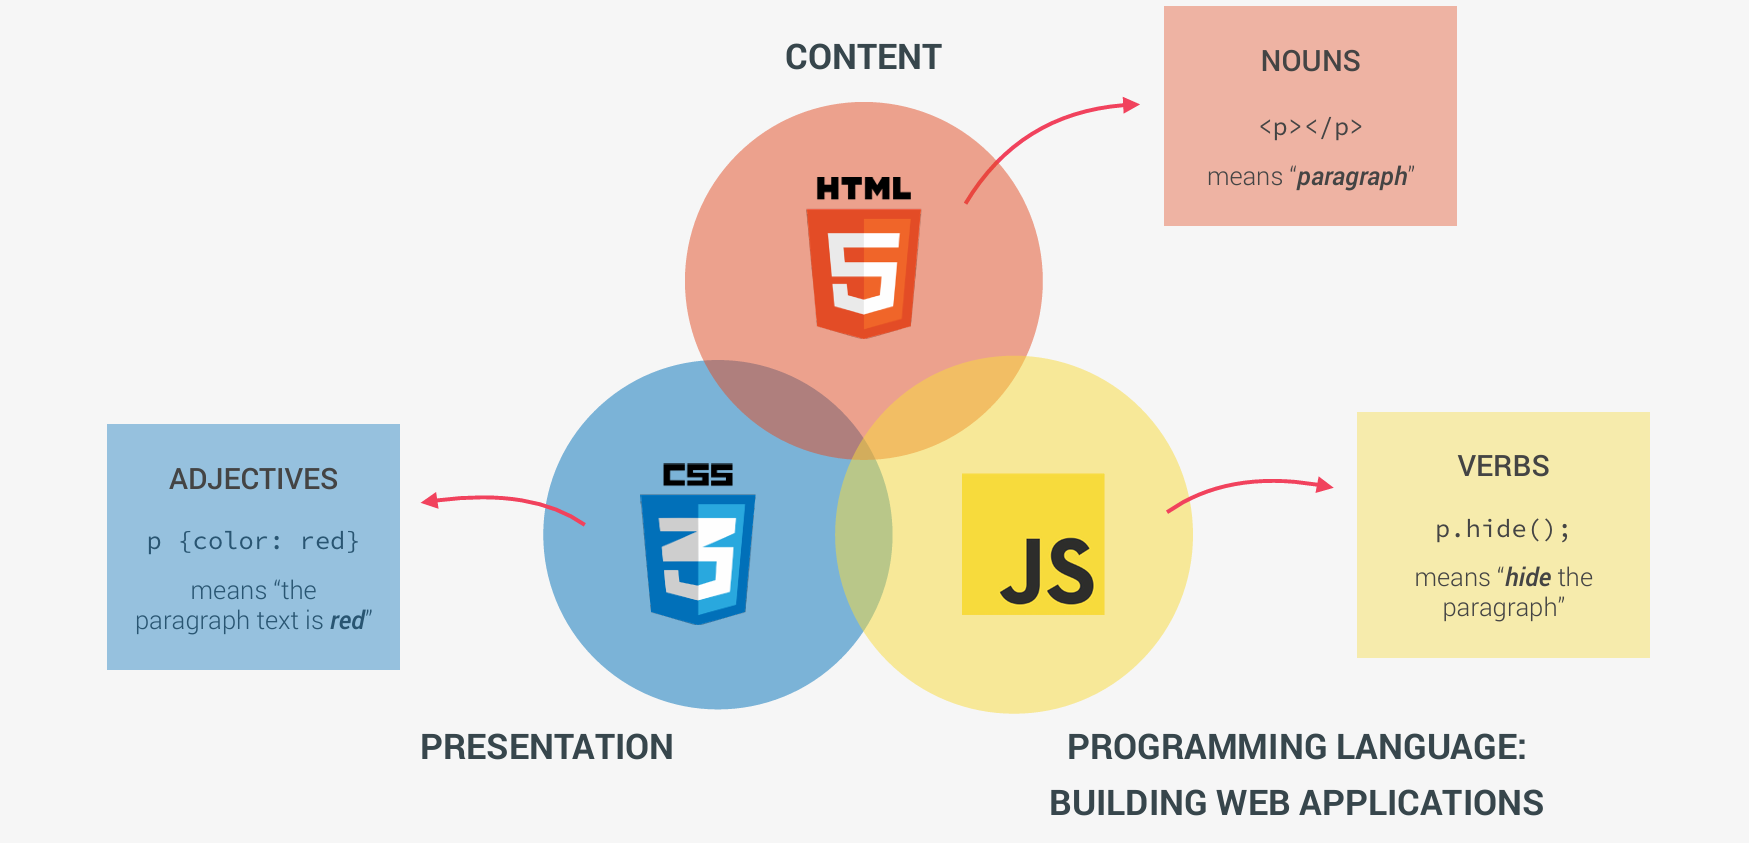 CONTENT
HTML
5
NOUNS
<p></p>
means “paragraph”
CSS
3
ADJECTIVES
p {color: red}
means “the
paragraph text is red”
JS
VERBS
p.hide();
means “hide the
paragraph”
PRESENTATION
PROGRAMMING LANGUAGE:
BUILDING WEB APPLICATIONS